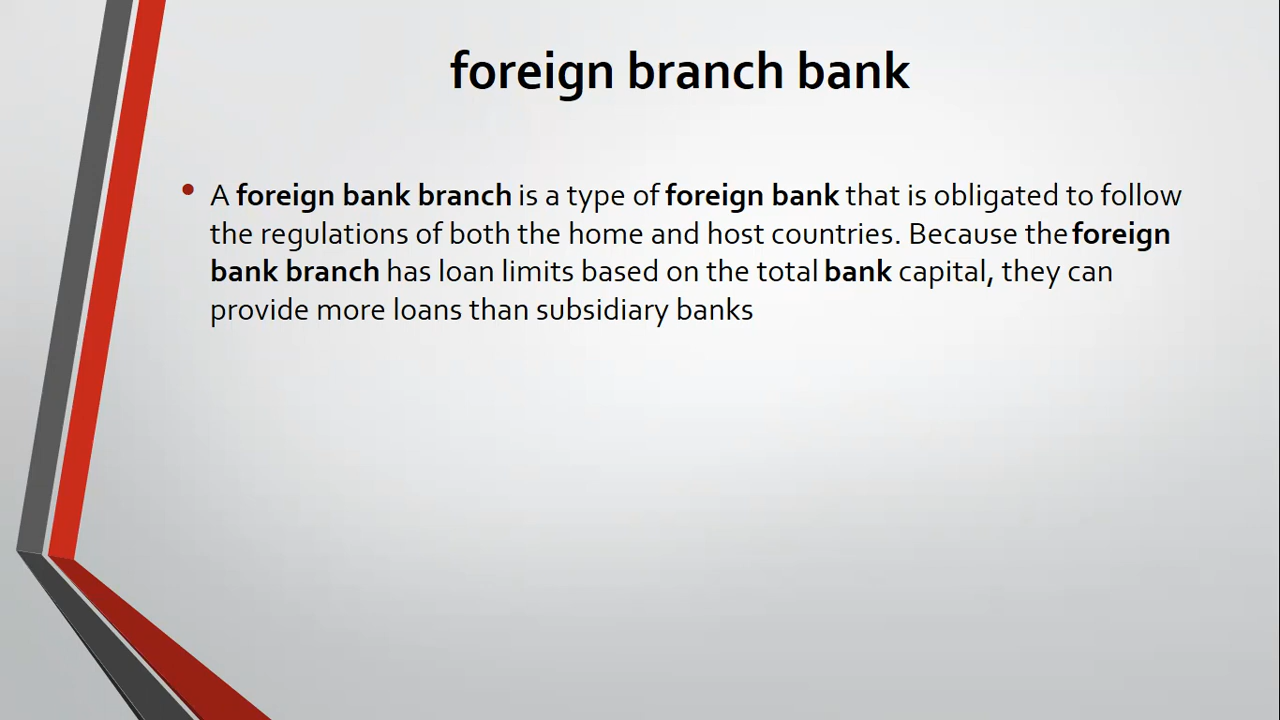 foreign branch bank
• A foreign bank branch is a type of foreign bank that is obligated to follow
the regulations of both the home and host countries. Because the foreign
bank branch has loan limits based on the total bank capital, they can
provide more loans than subsidiary banks